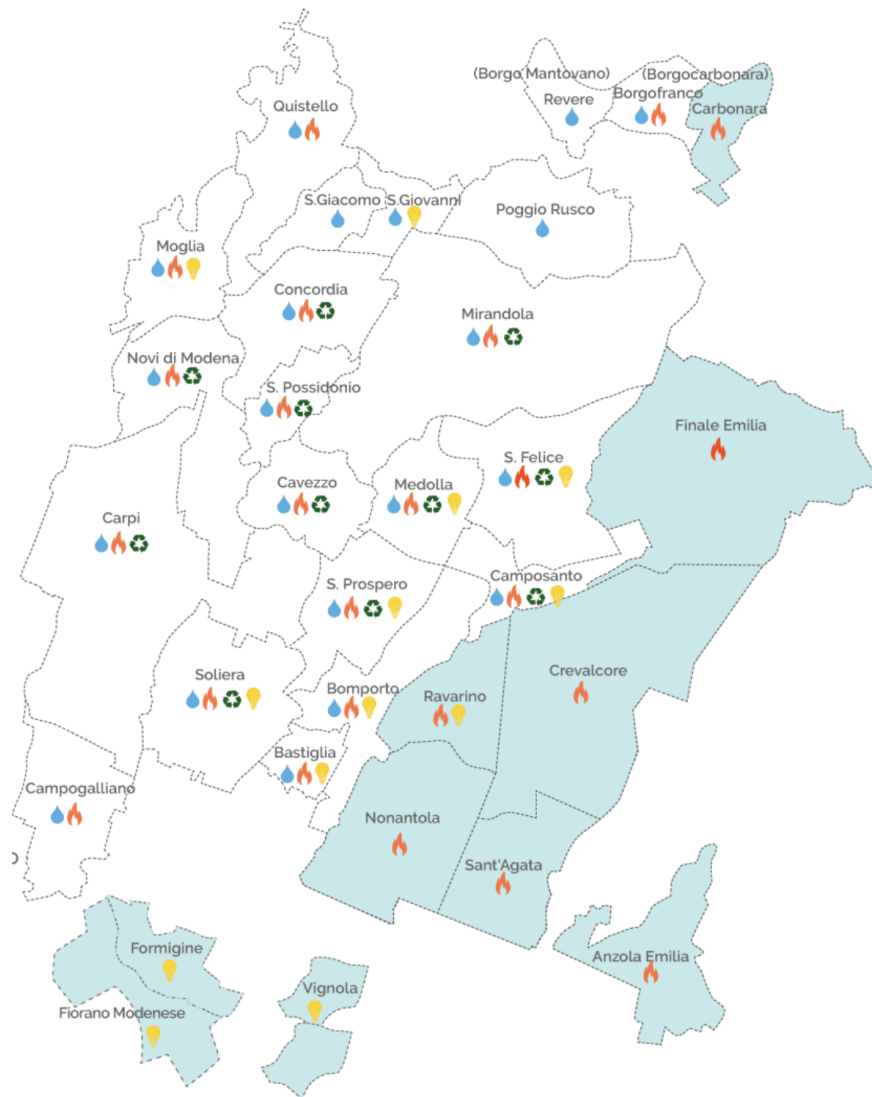 (Borgo Mantovano)
(Borgocarbonara)
Revere
Borgofranco
Carbonara
Quistello
S.Giacomo
S.Giovanni
Poggio Rusco
Moglia
Concordia
Mirandola
Novi di Modena
S. Possidonio
Finale Emilia
S. Felice
Cavezzo
Medolla
Carpi
Camposanto
S. Prospero
Soliera
Crevalcore
Bomporto
Ravarino
Bastiglia
Campogalliano
Nonantola
Sant'Agata
Formigine
Anzola Emilia
Vignola
Fiorano Modenese